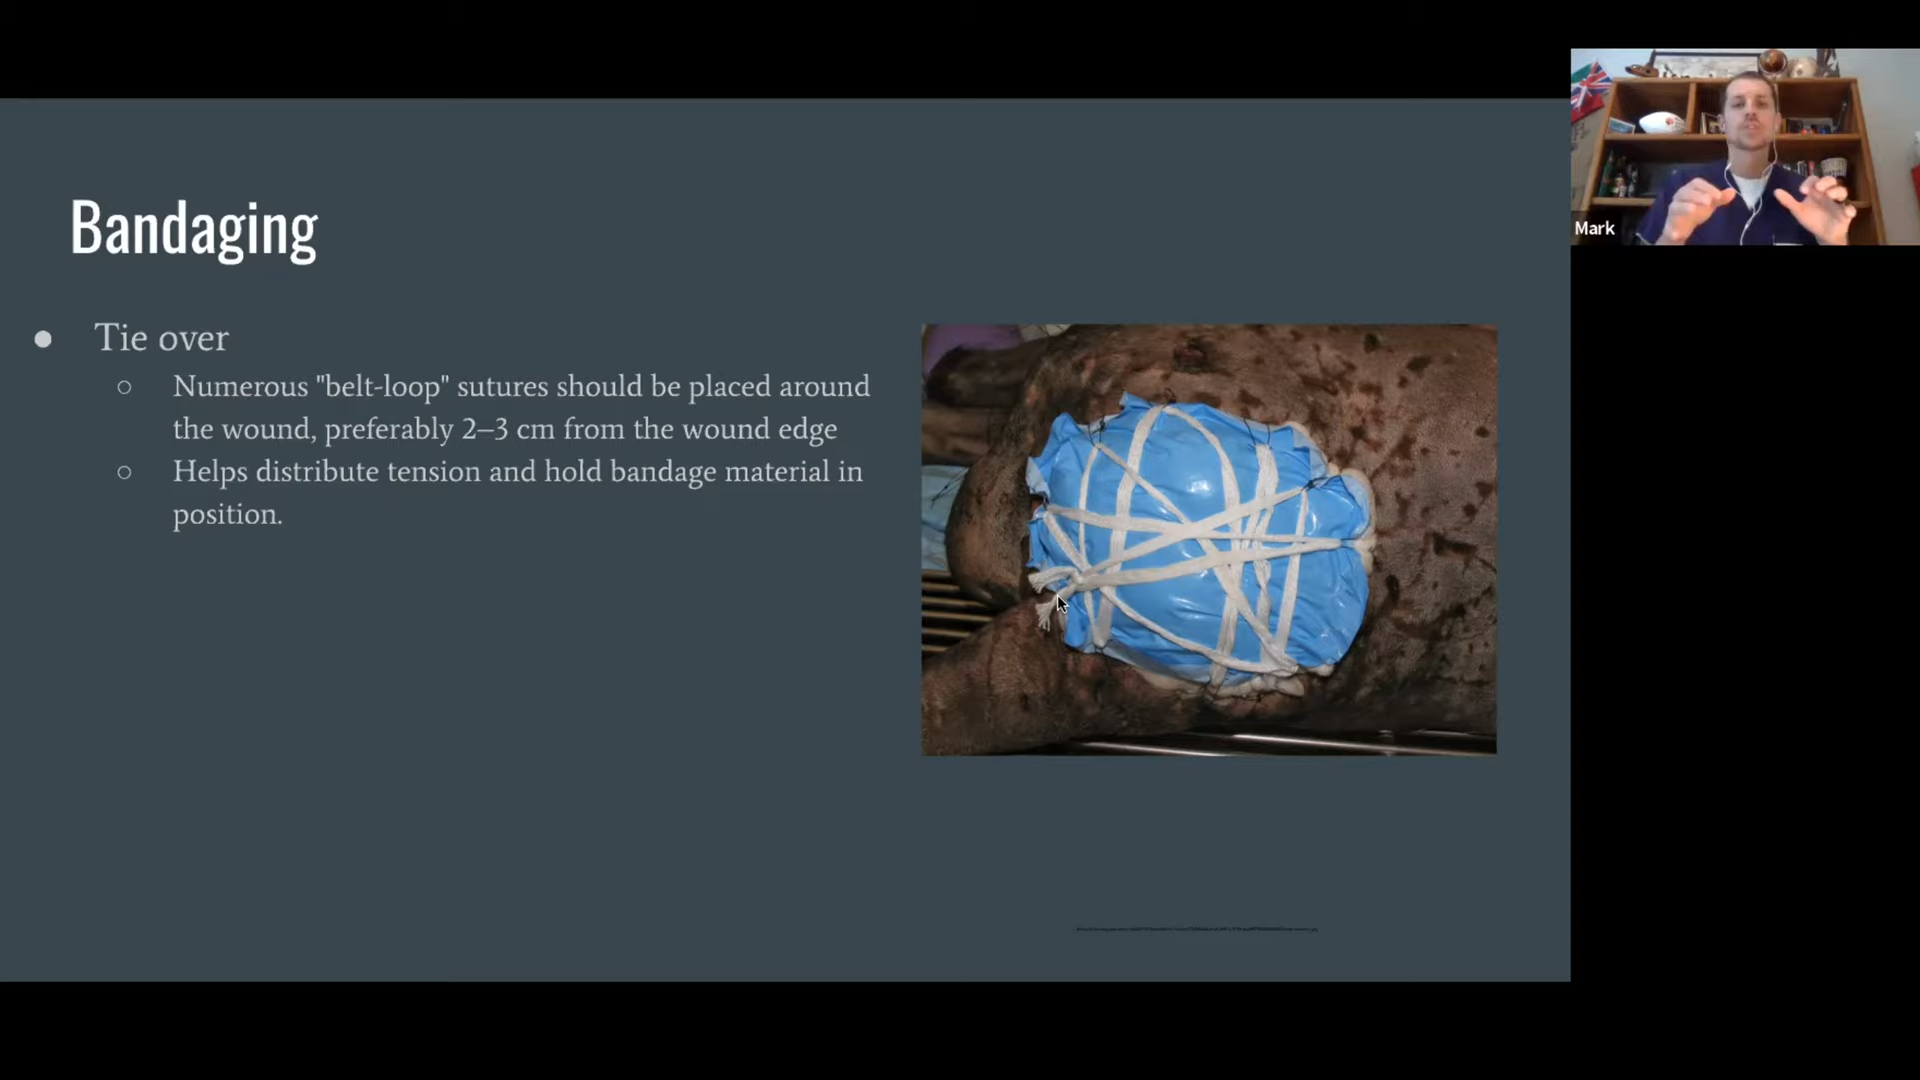 Mark
Bandaging
Tie over
Numerous "belt-loop" sutures should be placed around
the wound, preferably 2–3 cm from the wound edge
Helps distribute tension and hold bandage material in
position.